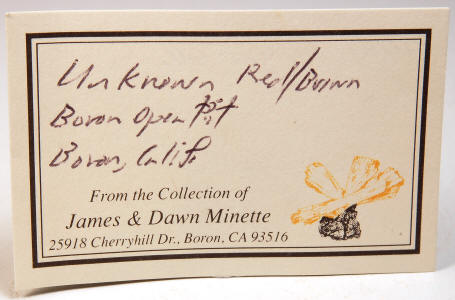 Unknown Red/Brown
Boron Open Pit
Boron, Calif
From the Collection of
James & Dawn Minette
25918 Cherryhill Dr., Boron, CA 93516